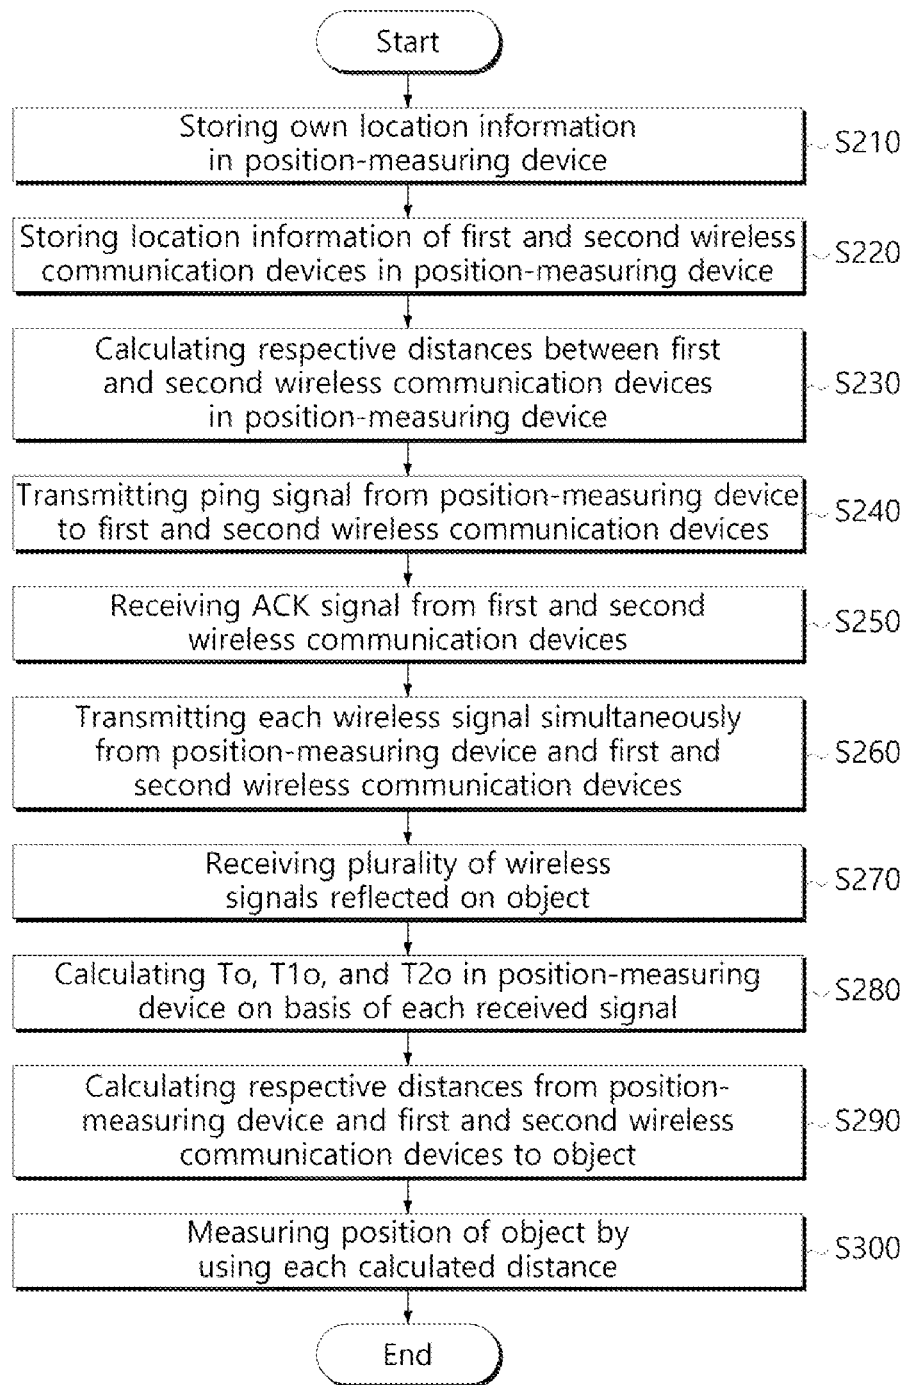 Start
Storing own location information
in position-measuring device
S210
Storing location information of first and second wireless
communication devices in position-measuring device
S220
Calculating respective distances between first
and second wireless communication devices
in position-measuring device
S230
Transmitting ping signal from position-measuring device
to first and second wireless communication devices
S240
Receiving ACK signal from first and second
wireless communication devices
S250
Transmitting each wireless signal simultaneously
from position-measuring device and first and
second wireless communication devices
S260
Receiving plurality of wireless
signals reflected on object
S270
Calculating To, T1o, and T2o in position-measuring
device on basis of each received signal
S280
Calculating respective distances from position-
measuring device and first and second wireless
communication devices to object
S290
Measuring position of object by
using each calculated distance
S300
End